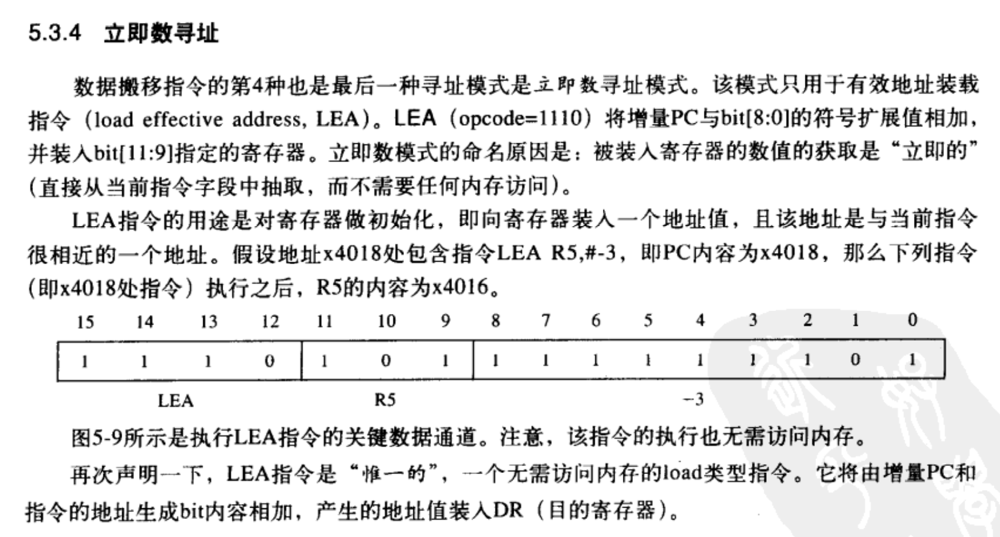 5.3.4 立即数寻址
数据搬移指令的第4种也是最后一种寻址模式是立即数寻址模式。该模式只用于有效地址装载
指令（load effective address, LEA）。LEA（opcode=1110）将增量PC与bit[8:0]的符号扩展值相加，
并装入bit[11:9]指定的寄存器。立即数模式的命名原因是：被装入寄存器的数值的获取是“立即的”
（直接从当前指令字段中抽取，而不需要任何内存访问）。
LEA指令的用途是对寄存器做初始化，即向寄存器装入一个地址值，且该地址是与当前指令
很相近的一个地址。假设地址x4018处包含指令LEA R5,#-3，即PC内容为x4018，那么下列指令
（即x4018处指令）执行之后，R5的内容为x4016。
15 14 13 12 11 10 9 8 7 6 5 4 3 2 1 0
1 1 1 0 1 0 1 1 1 1 1 1 1 1 0 1
LEA R5 −3
图5-9所示是执行LEA指令的关键数据通道。注意，该指令的执行也无需访问内存。
再次声明一下，LEA指令是“惟一的”，一个无需访问内存的load类型指令。它将由增量PC和
指令的地址生成bit内容相加，产生的地址值装入DR（目的寄存器）。